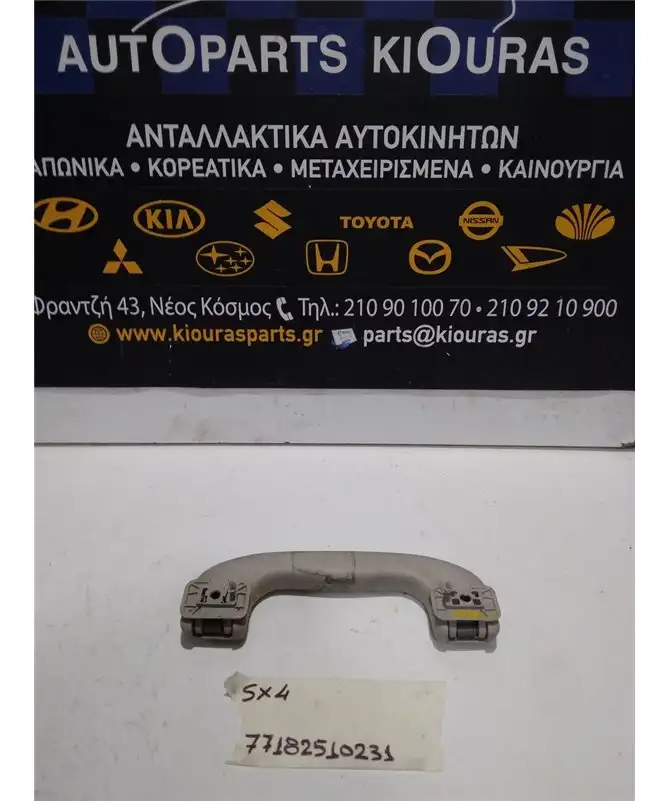 AUTOPARTS KIOURAS
ΑΝΤΑΛΛΑΚΤΙΚΑ ΑΥΤΟΚΙΝΗΤΩΝ
ΑΠΩΝΙΚΑ • ΚΟΡΕΑΤΙΚΑ • ΜΕΤΑΧΕΙΡΙΣΜΕΝΑ • ΚΑΙΝΟΥΡΓΙΑ
KIA TOYOTA NISSAN
Φραντζή 43, Νέος Κόσμος Τηλ.: 210 90 100 70 • 210 92 10 900
www.kiourasparts.gr parts@kiouras.gr
SX4
77182510231